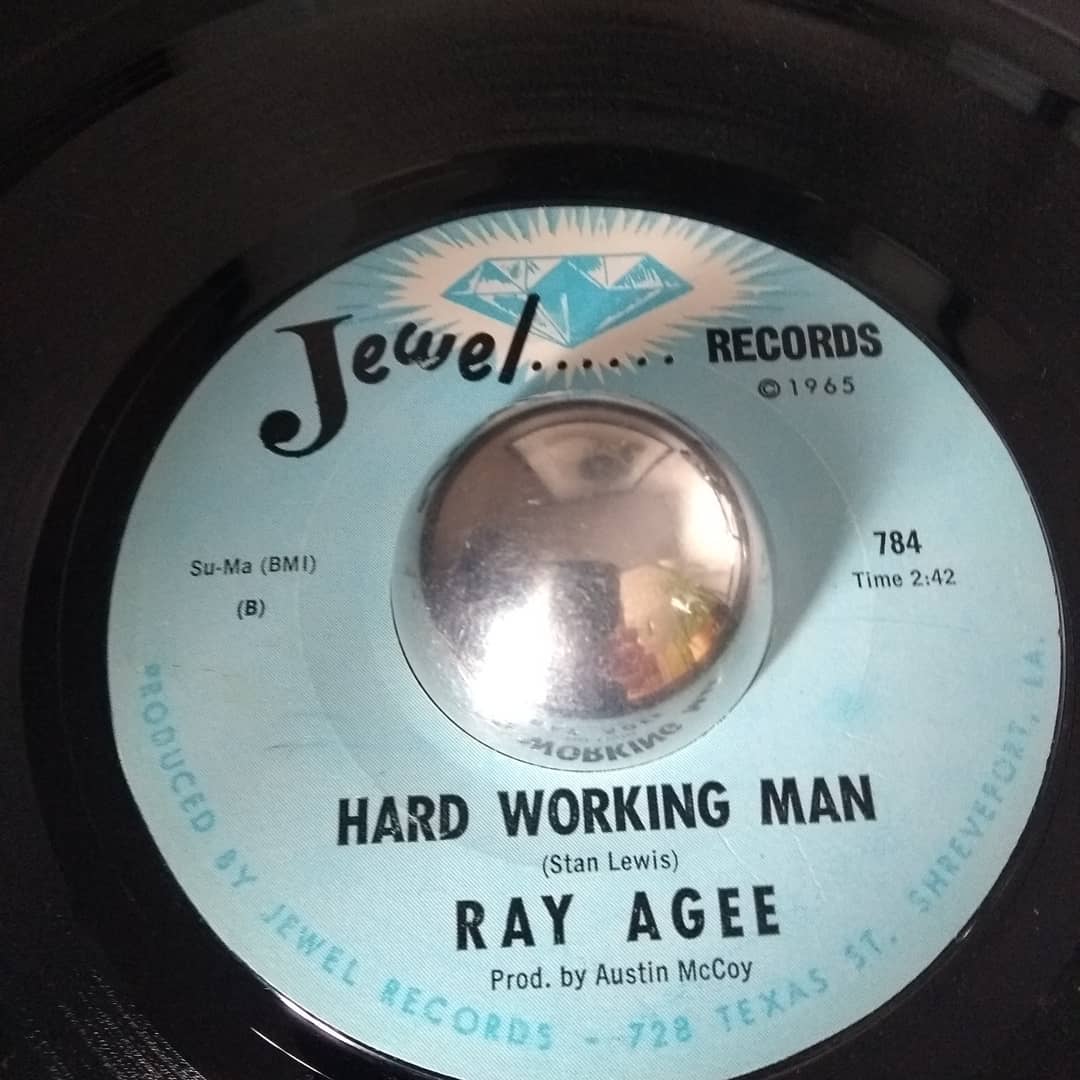 Jewel...... RECORDS
©1965
784
Time 2:42
Su-Ma (BMI)
(B)
HARD WORKING MAN
(Stan Lewis)
RAY AGEE
Prod. by Austin McCoy
PRODUCED BY JEWEL RECORDS - 728 TEXAS ST. SHREVEPORT, LA.
WORKING